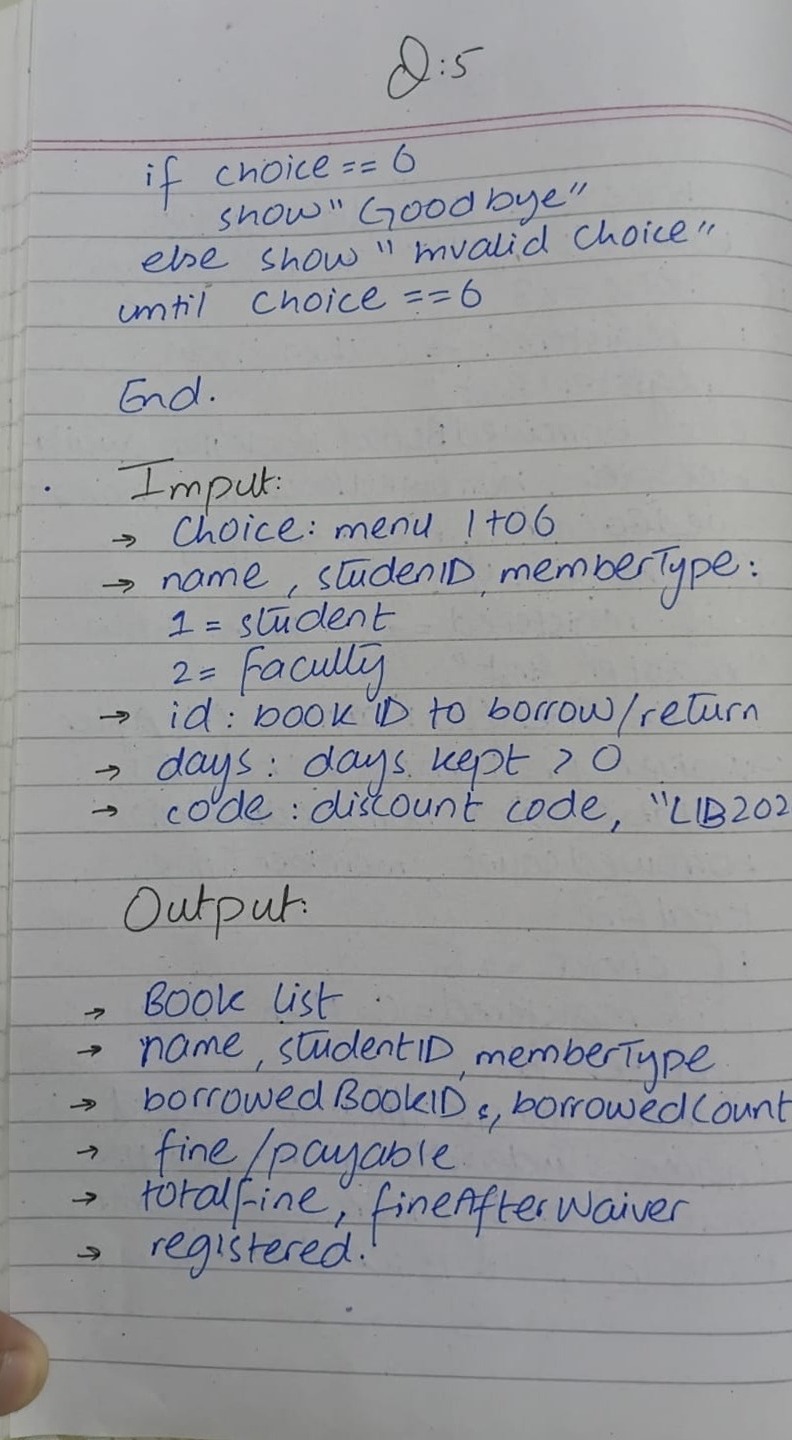 Q:5
if choice == 6
show "Goodbye"
else show "invalid choice"
until choice == 6
End.
Input:
→ Choice: menu 1 to 6
→ name, studenID, memberType:
1 = student
2 = Faculty
→ id: book ID to borrow/return
→ days: days kept > 0
→ code: discount code, "LIB202
Output:
→ Book list
→ name, studentID, memberType
→ borrowedBookIDs, borrowedCount
→ fine/payable
→ totalfine, fineAfterWaiver
→ registered.